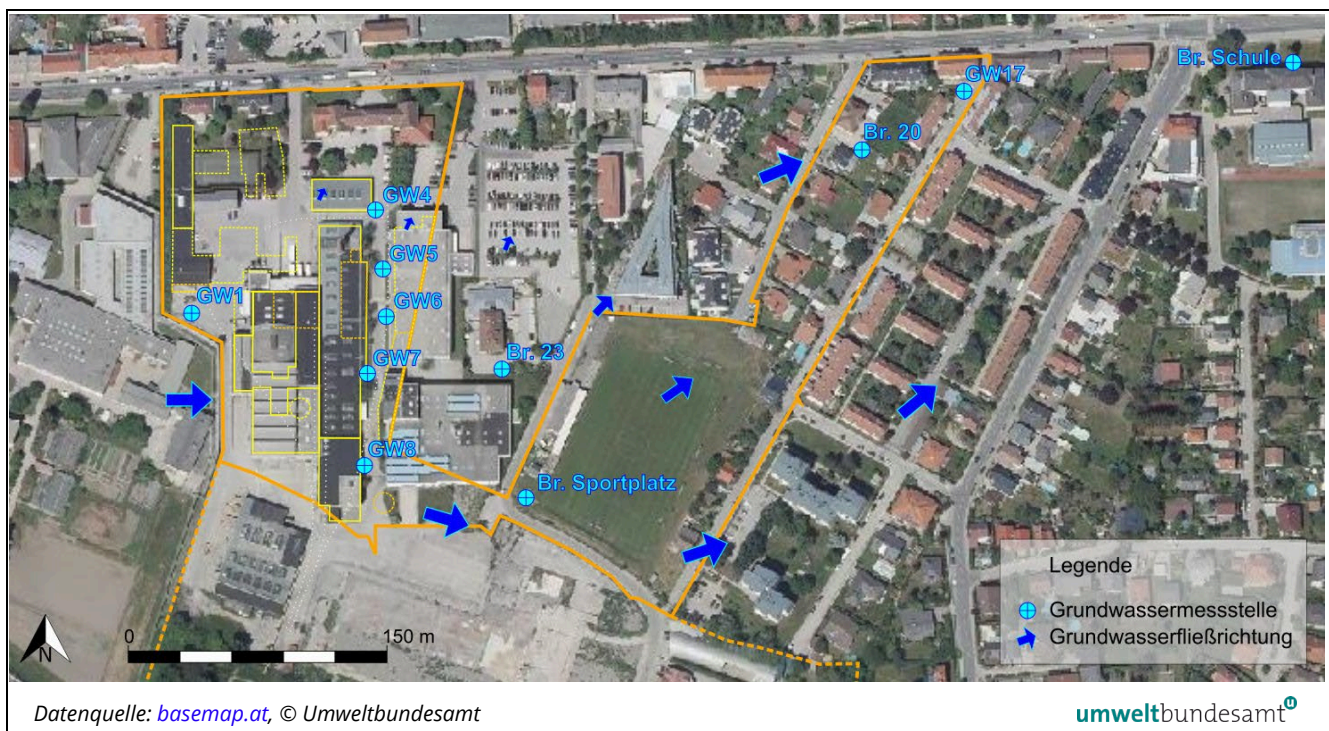 Br. Schule
GW17
Br. 20
GW4
GW5
GW6
GW1
Br. 23
GW7
GW8
Br. Sportplatz
Legende
Grundwassermessstelle
Grundwasserfließrichtung
0 150 m
N
Datenquelle: basemap.at, © Umweltbundesamt
umweltbundesamt u